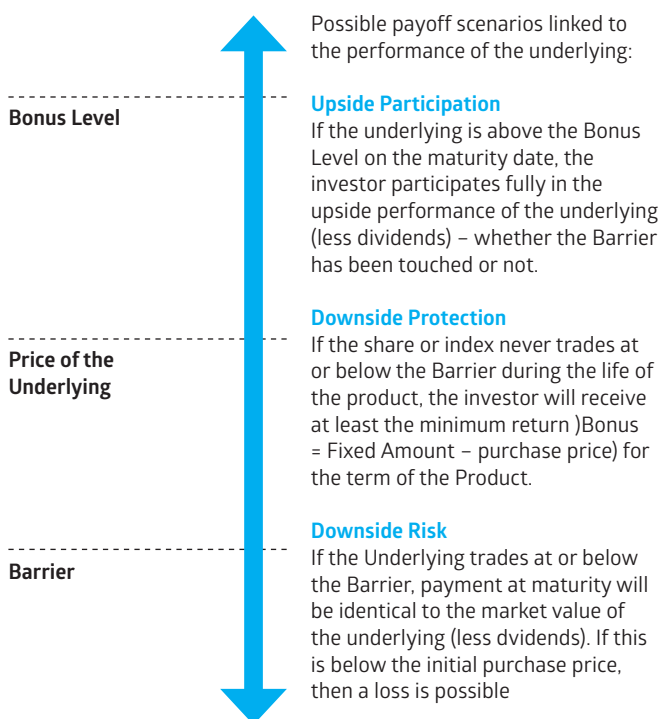 Possible payoff scenarios linked to
the performance of the underlying:
Bonus Level
Upside Participation
If the underlying is above the Bonus
Level on the maturity date, the
investor participates fully in the
upside performance of the underlying
(less dividends) – whether the Barrier
has been touched or not.
Price of the
Underlying
Downside Protection
If the share or index never trades at
or below the Barrier during the life of
the product, the investor will receive
at least the minimum return )Bonus
= Fixed Amount – purchase price) for
the term of the Product.
Barrier
Downside Risk
If the Underlying trades at or below
the Barrier, payment at maturity will
be identical to the market value of
the underlying (less dvidends). If this
is below the initial purchase price,
then a loss is possible